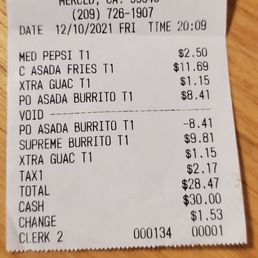 MERCED, CA. 95340
(209) 726-1907
DATE 12/10/2021 FRI TIME 20:09
MED PEPSI T1 $2.50
C ASADA FRIES T1 $11.69
XTRA GUAC T1 $1.15
PO ASADA BURRITO T1 $8.41
VOID --------------------
PO ASADA BURRITO T1 -8.41
SUPREME BURRITO T1 $9.81
XTRA GUAC T1 $1.15
TAX1 $2.17
TOTAL $28.47
CASH $30.00
CHANGE $1.53
CLERK 2 000134 00001